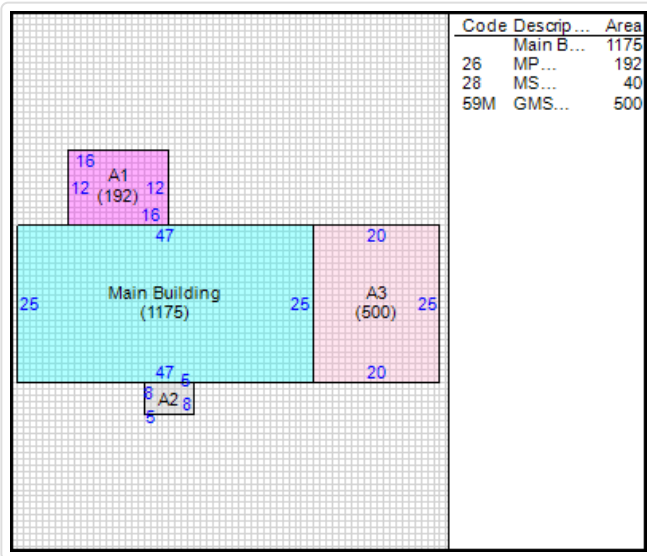 Code Descrip... Area
Main B... 1175
26 MP... 192
28 MS... 40
59M GMS... 500
16
A1
12 12
(192)
16
47 20
Main Building
(1175)
A3
(500)
25 25 25
47 5 20
8 A2 8
5